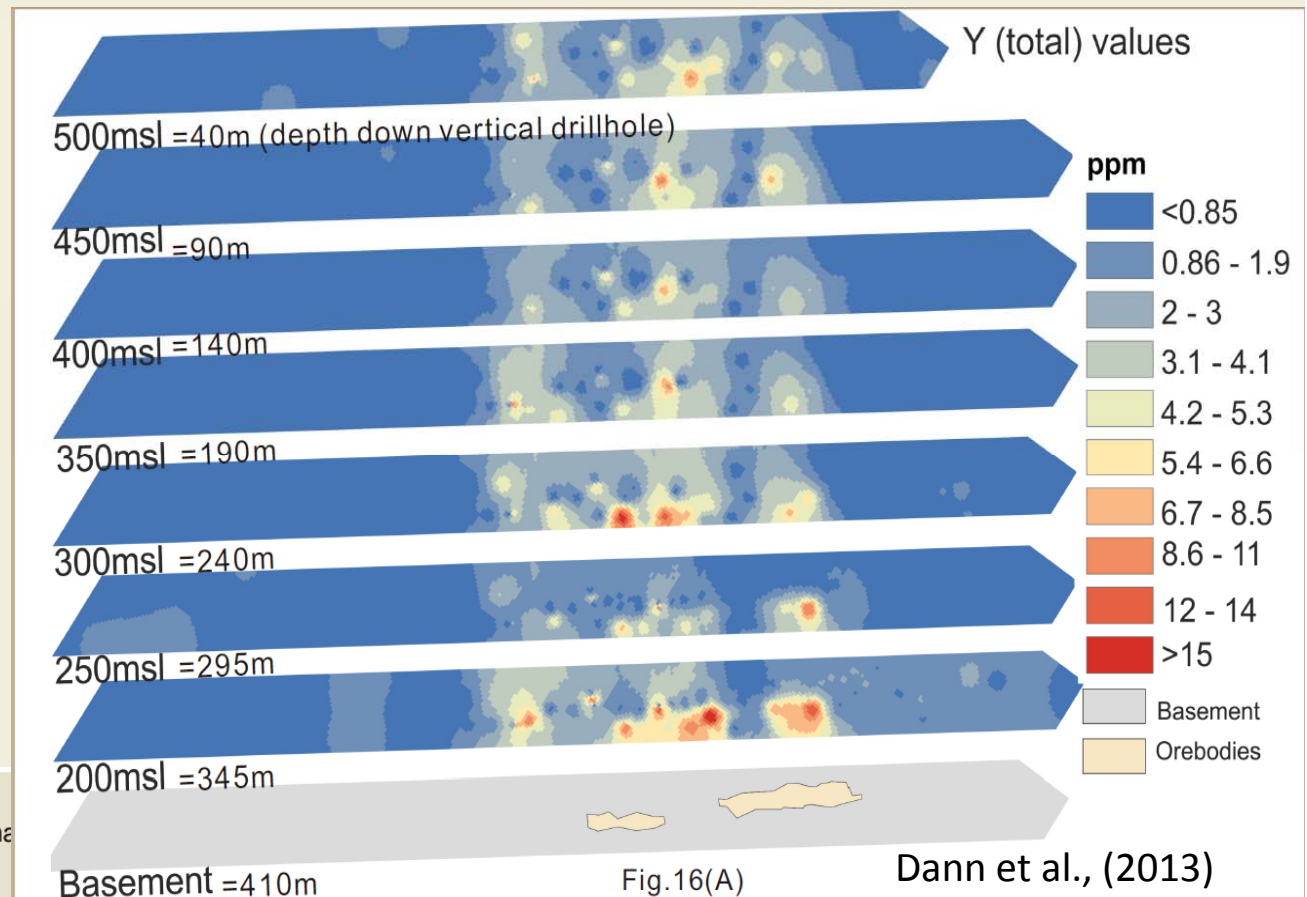 Y (total) values
500msl =40m (depth down vertical drillhole)
450msl =90m
400msl =140m
350msl =190m
300msl =240m
250msl =295m
200msl =345m
Basement =410m
ppm
<0.85
0.86 - 1.9
2 - 3
3.1 - 4.1
4.2 - 5.3
5.4 - 6.6
6.7 - 8.5
8.6 - 11
12 - 14
>15
Basement
Orebodies
Fig.16(A)
Dann et al., (2013)